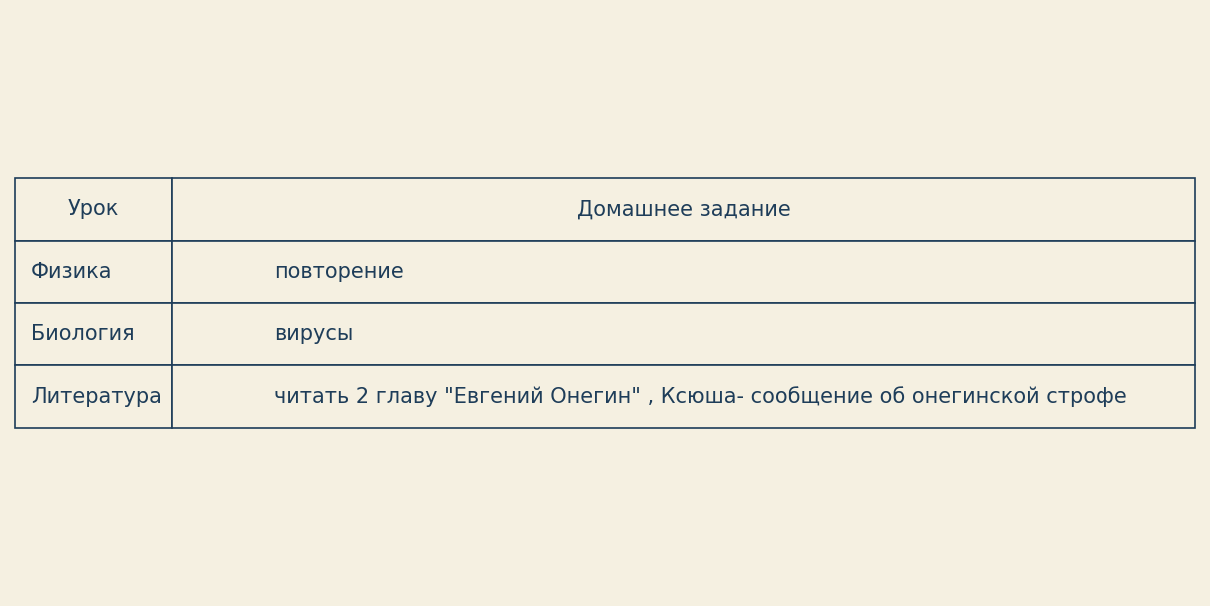 Урок Домашнее задание
Физика повторение
Биология вирусы
Литература читать 2 главу "Евгений Онегин" , Ксюша- сообщение об онегинской строфе